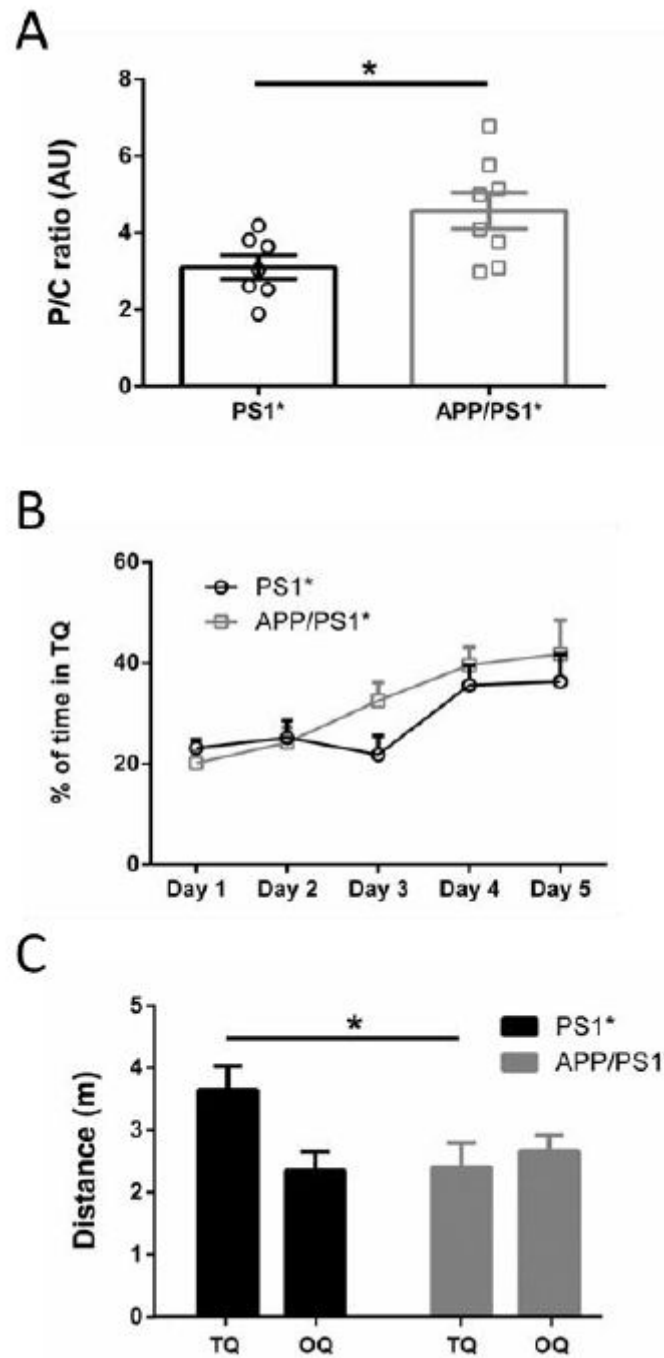 A
*
8
6
4
2
0
P/C ratio (AU)
PS1*
APP/PS1*
B
60
40
20
0
% of time in TQ
PS1*
APP/PS1*
Day 1 Day 2 Day 3 Day 4 Day 5
C
5
4
3
2
1
0
Distance (m)
*
PS1*
APP/PS1
TQ OQ TQ OQ